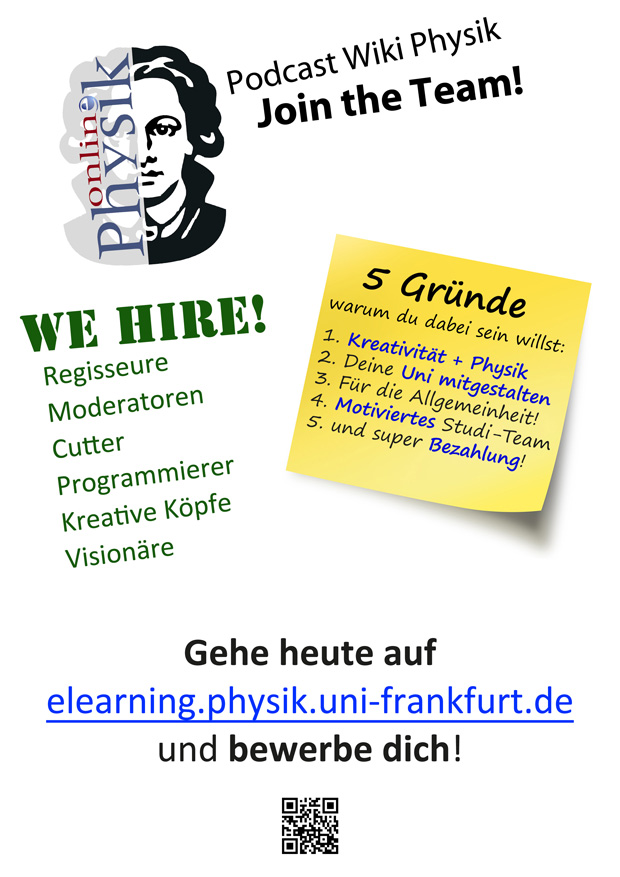 Physik
online
e
Podcast Wiki Physik
Join the Team!
WE HIRE!
Regisseure
Moderatoren
Cutter
Programmierer
Kreative Köpfe
Visionäre
5 Gründe
warum du dabei sein willst:
1. Kreativität + Physik
2. Deine Uni mitgestalten
3. Für die Allgemeinheit!
4. Motiviertes Studi-Team
5. und super Bezahlung!
Gehe heute auf
elearning.physik.uni-frankfurt.de
und bewerbe dich!